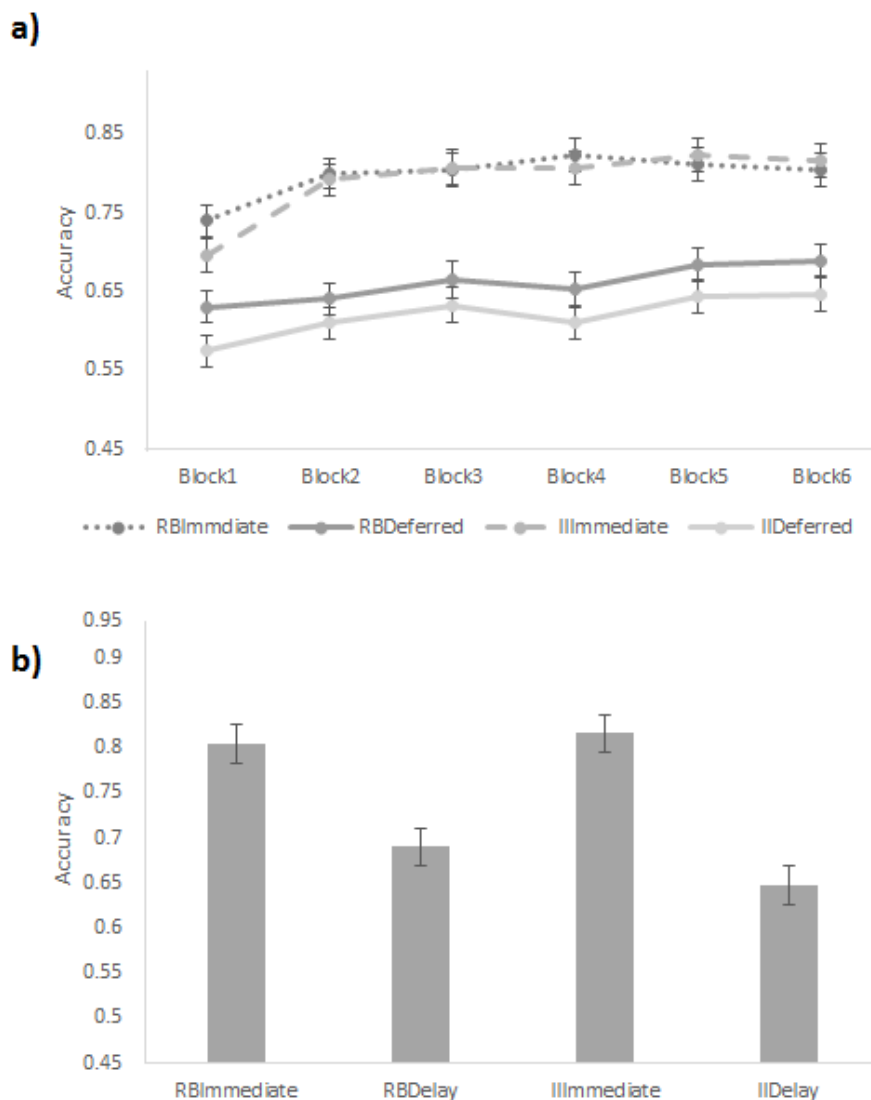 a)
0.85
0.75
0.65
0.55
0.45
Accuracy
Block1 Block2 Block3 Block4 Block5 Block6
RBImmdiate RBDeferred IIImmediate IIDeferred
b)
0.95
0.9
0.85
0.8
0.75
0.7
0.65
0.6
0.55
0.5
0.45
Accuracy
RBImmediate RBDelay IIImmediate IIDelay